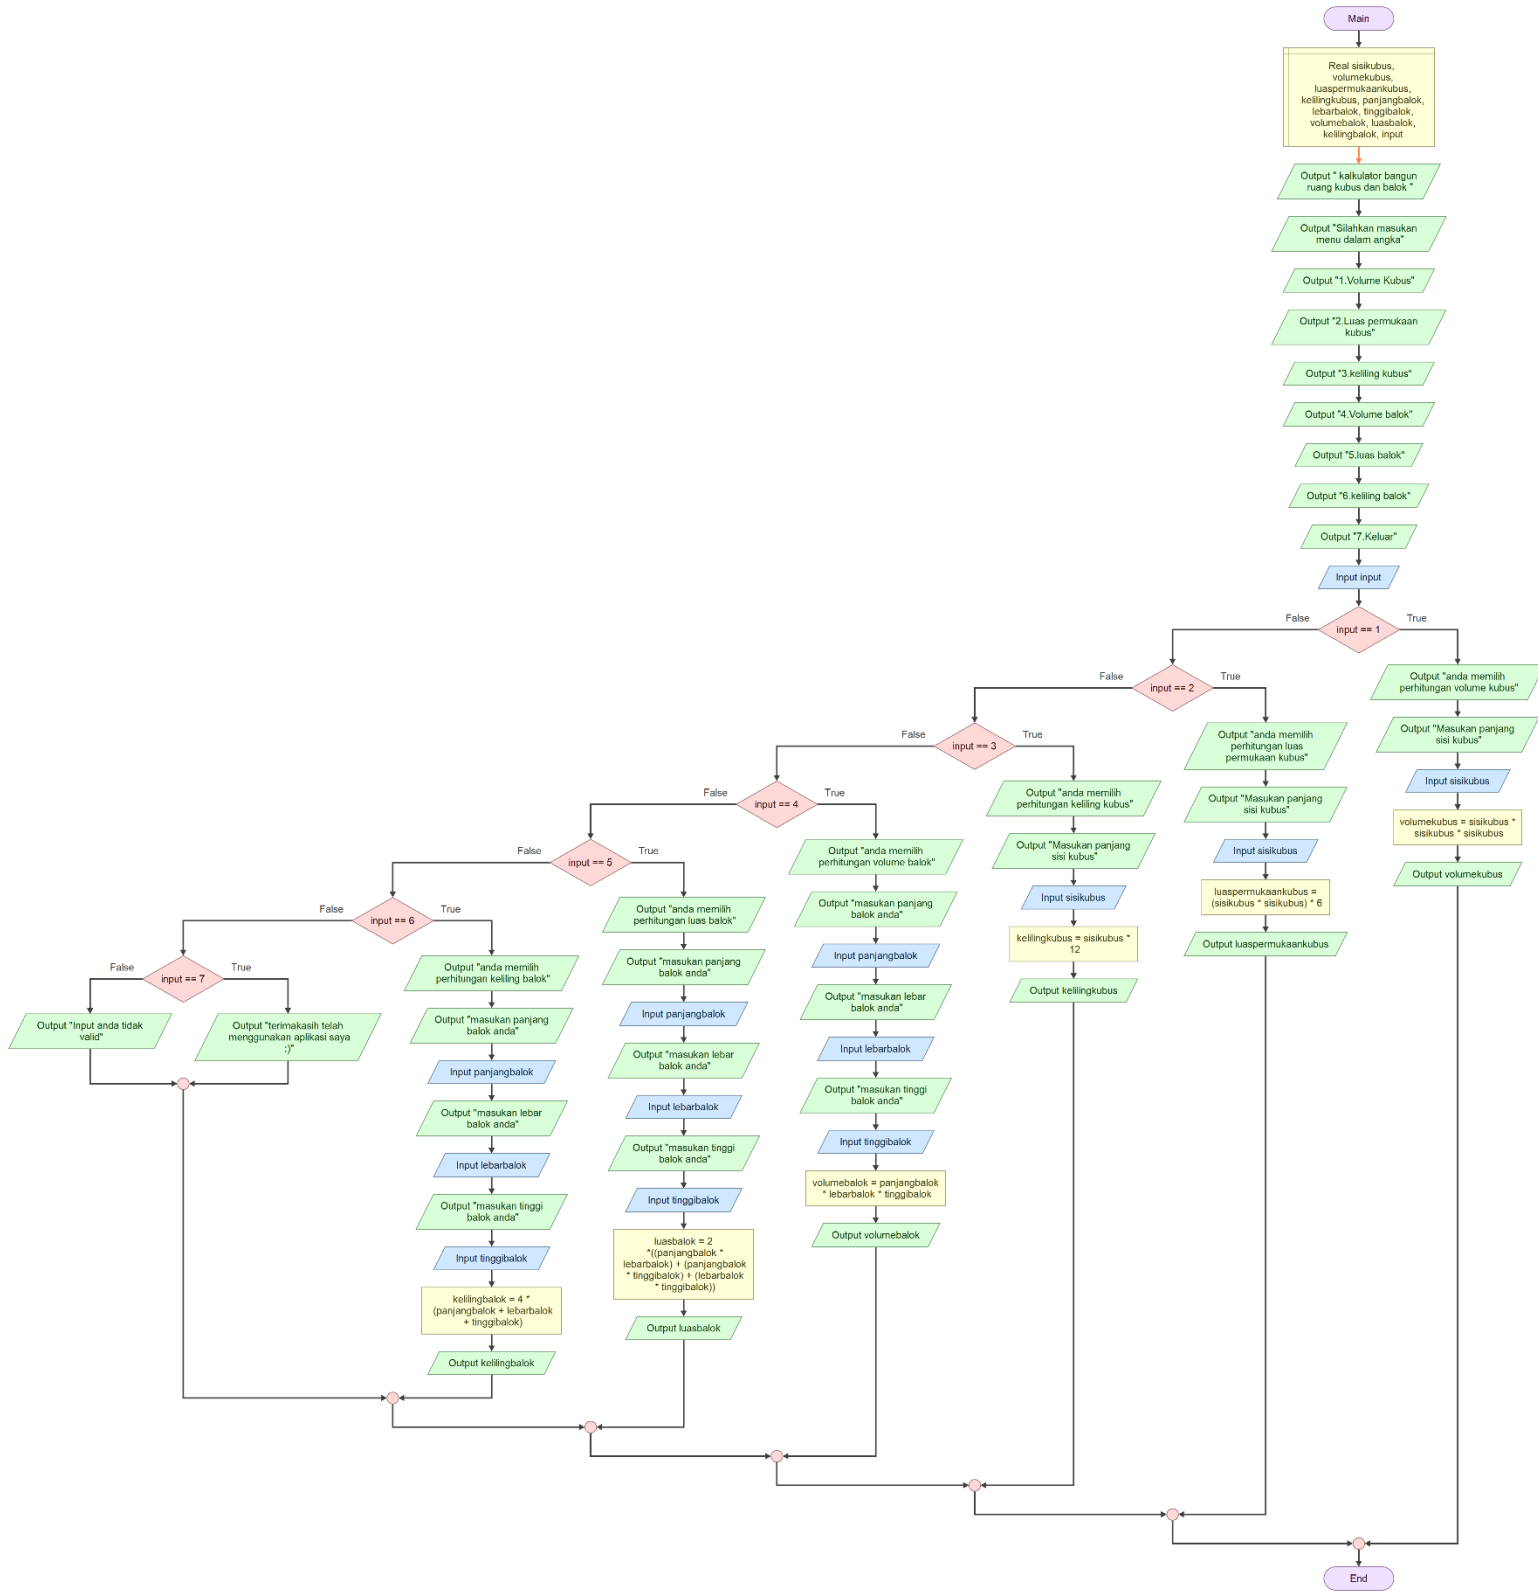 Main
Real sisikubus,
volumekubus,
luaspermukaankubus,
kelilingkubus, panjangbalok,
lebarbalok, tinggibalok,
volumebalok, luasbalok,
kelilingbalok, input
Output " kalkulator bangun
ruang kubus dan balok "
Output "Silahkan masukan
menu dalam angka"
Output "1.Volume Kubus"
Output "2.Luas permukaan
kubus"
Output "3.keliling kubus"
Output "4.Volume balok"
Output "5.luas balok"
Output "6.keliling balok"
Output "7.Keluar"
Input input
False
input == 1
True
Output "anda memilih
perhitungan volume kubus"
Output "Masukan panjang
sisi kubus"
Input sisikubus
volumekubus = sisikubus *
sisikubus * sisikubus
Output volumekubus
False
input == 2
True
Output "anda memilih
perhitungan luas
permukaan kubus"
Output "Masukan panjang
sisi kubus"
Input sisikubus
luaspermukaankubus =
(sisikubus * sisikubus) * 6
Output luaspermukaankubus
False
input == 3
True
Output "anda memilih
perhitungan keliling kubus"
Output "Masukan panjang
sisi kubus"
Input sisikubus
kelilingkubus = sisikubus *
12
Output kelilingkubus
False
input == 4
True
Output "anda memilih
perhitungan volume balok"
Output "masukan panjang
balok anda"
Input panjangbalok
Output "masukan lebar
balok anda"
Input lebarbalok
Output "masukan tinggi
balok anda"
Input tinggibalok
volumebalok = panjangbalok
* lebarbalok * tinggibalok
Output volumebalok
False
input == 5
True
Output "anda memilih
perhitungan luas balok"
Output "masukan panjang
balok anda"
Input panjangbalok
Output "masukan lebar
balok anda"
Input lebarbalok
Output "masukan tinggi
balok anda"
Input tinggibalok
luasbalok = 2
*((panjangbalok *
lebarbalok) + (panjangbalok
* tinggibalok) + (lebarbalok
* tinggibalok))
Output luasbalok
False
input == 6
True
Output "anda memilih
perhitungan keliling balok"
Output "masukan panjang
balok anda"
Input panjangbalok
Output "masukan lebar
balok anda"
Input lebarbalok
Output "masukan tinggi
balok anda"
Input tinggibalok
kelilingbalok = 4 *
(panjangbalok + lebarbalok
+ tinggibalok)
Output kelilingbalok
False
input == 7
True
Output "Input anda tidak
valid"
Output "terimakasih telah
menggunakan aplikasi saya
:)"
End